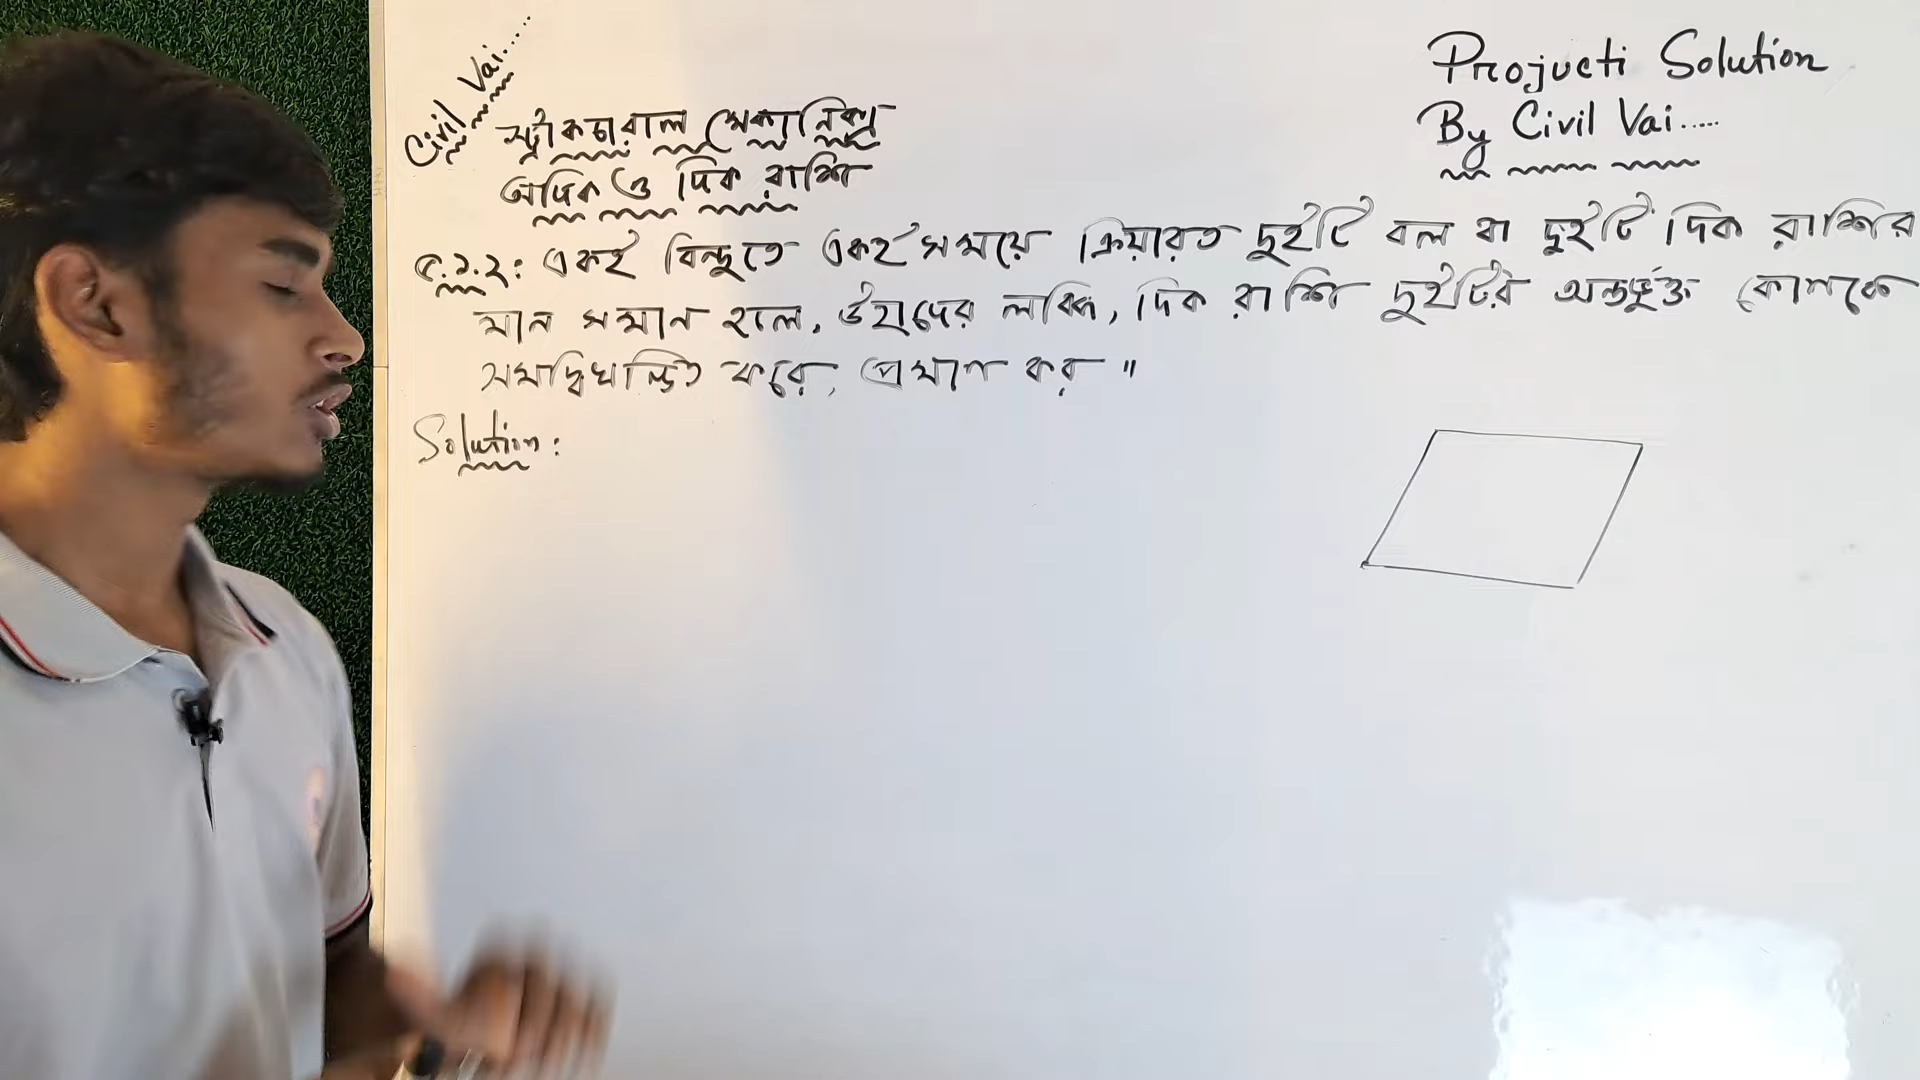 Civil Vai....
Projucti Solution
By Civil Vai.....
স্ট্রাকচারাল মেকানিক্স
অদিক ও দিক রাশি
৫.১.২: একই বিন্দুতে একই সময়ে ক্রিয়ারত দুইটি বল বা দুইটি দিক রাশির
মান সমান হলে, উহাদের লব্ধি, দিক রাশি দুইটির অন্তর্ভুক্ত কোণকে
সমদ্বিখন্ডিত করে, প্রমাণ কর॥
Solution: